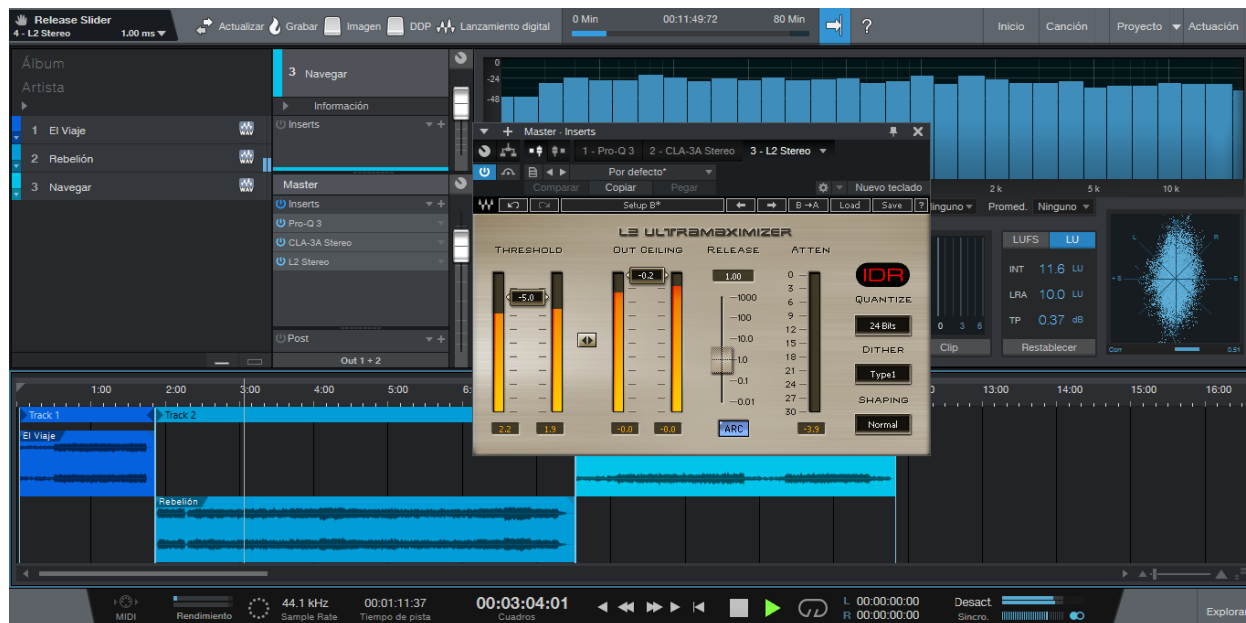 Release Slider
4 - L2 Stereo 1.00 ms
Actualizar Grabar Imagen DDP Lanzamiento digital
0 Min 00:11:49:72 80 Min
?
Inicio Canción Proyecto Actuación
Álbum
Artista
1 El Viaje
2 Rebelión
3 Navegar
3 Navegar
Información
Inserts
Master
Inserts
Pro-Q 3
CLA-3A Stereo
L2 Stereo
Post
Out 1 + 2
0
-24
-48
Master - Inserts
1 - Pro-Q 3 2 - CLA-3A Stereo 3 - L2 Stereo
Por defecto*
Comparar Copiar Pegar Nuevo teclado
Setup B* B→A Load Save ?
L2 ULTRAMAXIMIZER
THRESHOLD OUT CEILING RELEASE ATTEN
-5.0 -0.2 1.00
1000
100
10.0
1.0
0.1
0.01
0
3
6
9
12
15
18
21
24
27
30
IDR
QUANTIZE
24 Bits
DITHER
Type1
SHAPING
Normal
2.2 1.9 -0.0 -0.0 ARC -3.9
2 k 5 k 10 k
Promed. Ninguno
LUFS LU
INT 11.6 LU
LRA 10.0 LU
TP 0.37 dB
0 3 6
Clip Restablecer
L R
+S -S
Corr 0.51
1:00 2:00 3:00 4:00 5:00 13:00 14:00 15:00 16:00
Track 1 Track 2
El Viaje
Rebelión
MIDI
Rendimiento
44.1 kHz
Sample Rate
00:01:11:37
Tiempo de pista
00:03:04:01
Cuadros
L 00:00:00:00
R 00:00:00:00
Desact.
Sincro.